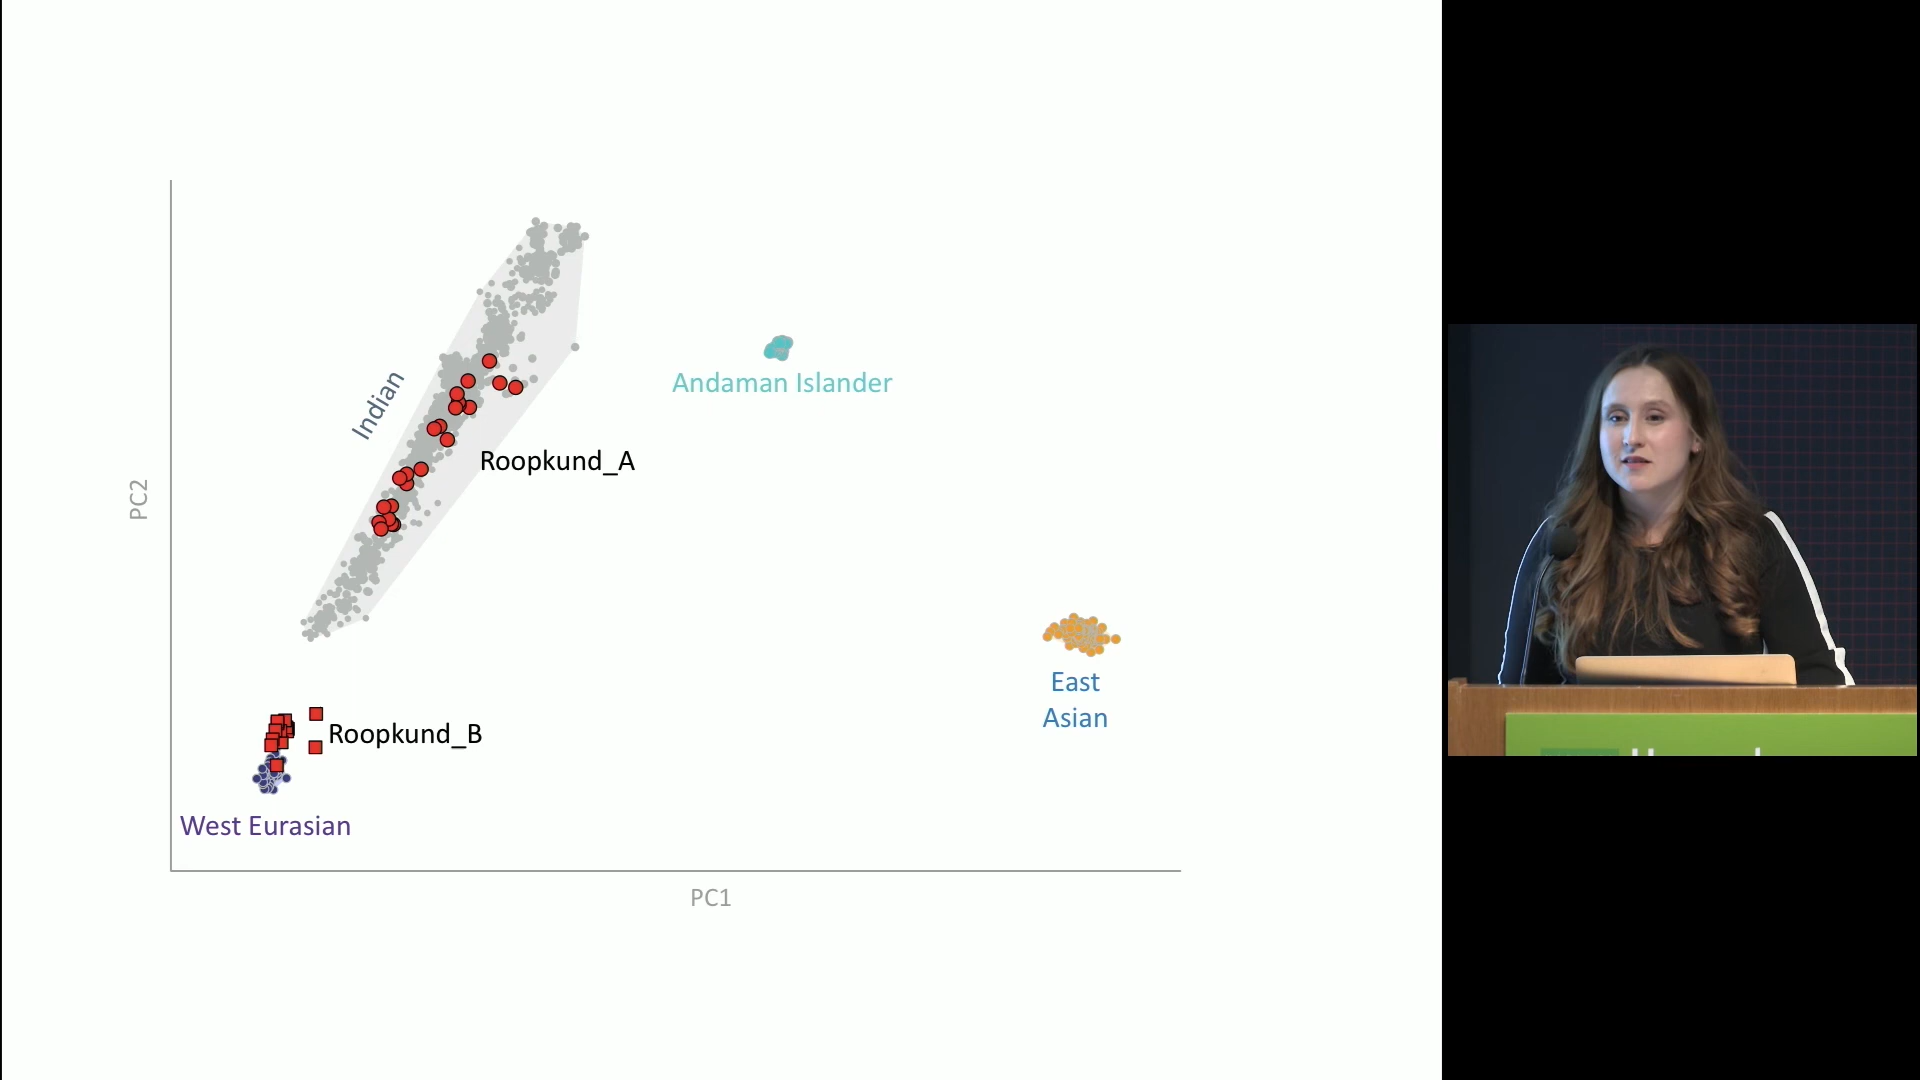 Indian
Andaman Islander
Roopkund_A
PC2
East
Asian
Roopkund_B
West Eurasian
PC1